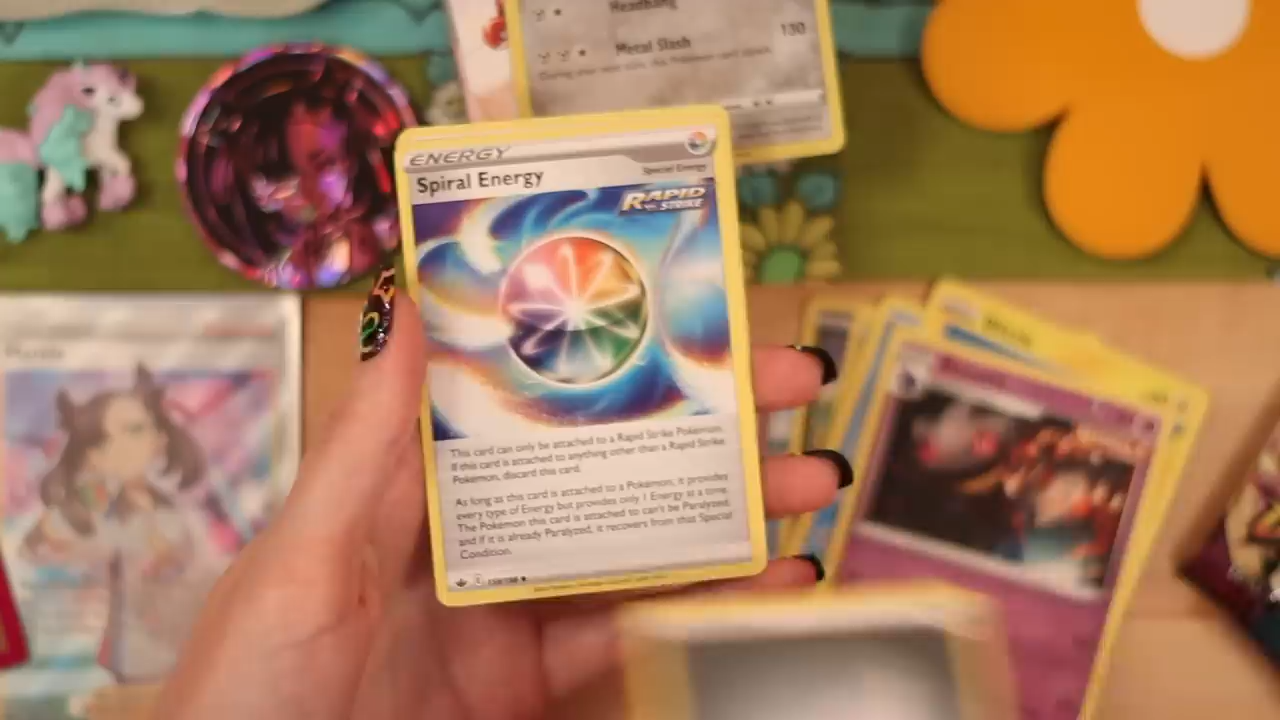 Headbang
Metal Slash
130
ENERGY
Spiral Energy
Special Energy
RAPID
STRIKE
This card can only be attached to a Rapid Strike Pokémon.
If this card is attached to anything other than a Rapid Strike
Pokémon, discard this card.
As long as this card is attached to a Pokémon, it provides
every type of Energy but provides only 1 Energy at a time.
The Pokémon this card is attached to can't be Paralyzed,
and if it is already Paralyzed, it recovers from that Special
Condition.